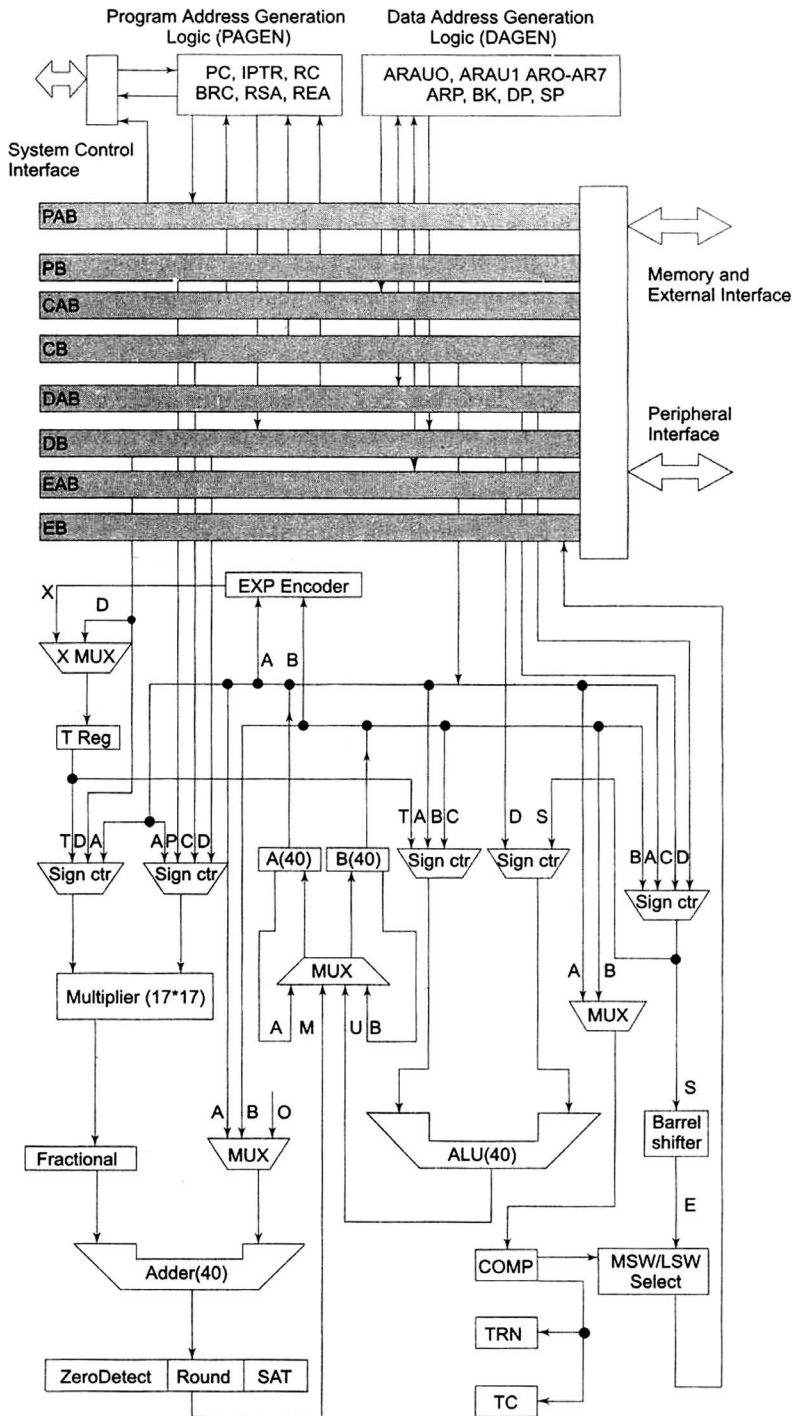 Program Address Generation
Logic (PAGEN)
Data Address Generation
Logic (DAGEN)
PC, IPTR, RC
BRC, RSA, REA
ARAUO, ARAU1 ARO-AR7
ARP, BK, DP, SP
System Control
Interface
PAB
PB
CAB
CB
DAB
DB
EAB
EB
Memory and
External Interface
Peripheral
Interface
X
D
EXP Encoder
X MUX
A B
T Reg
T D A
A P C D
Sign ctr
Sign ctr
A(40)
B(40)
T A B C
Sign ctr
D S
Sign ctr
B A C D
Sign ctr
MUX
A M U B
A B
MUX
Multiplier (17*17)
S
Barrel
shifter
A B O
MUX
Fractional
ALU(40)
E
Adder(40)
COMP
MSW/LSW
Select
TRN
TC
ZeroDetect
Round
SAT